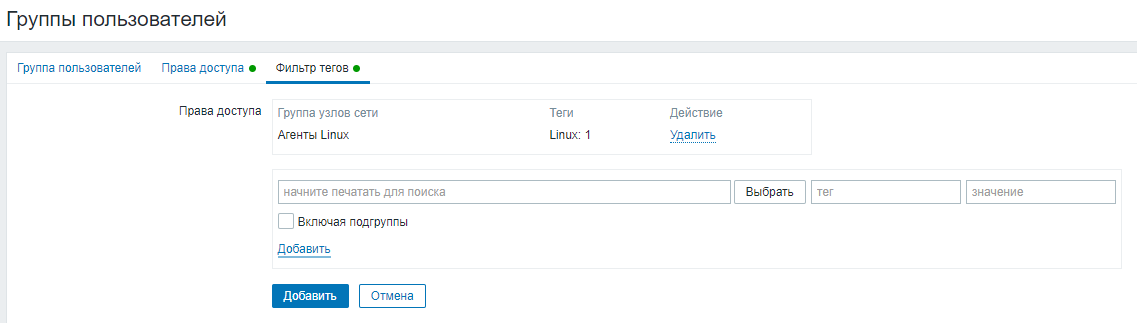 Группы пользователей
Группа пользователей Права доступа Фильтр тегов
Права доступа Группа узлов сети Теги Действие
Агенты Linux Linux: 1 Удалить
начните печатать для поиска Выбрать тег значение
Включая подгруппы
Добавить
Добавить Отмена